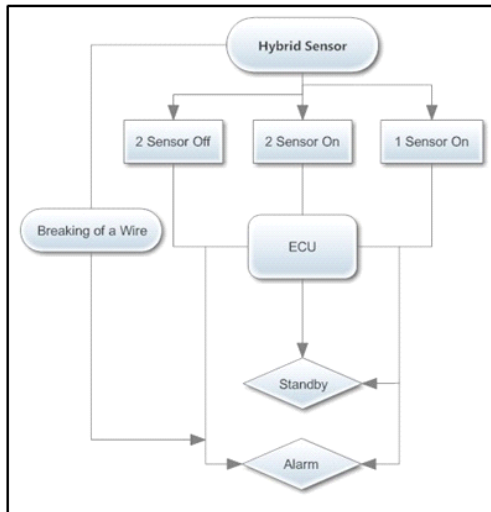 Hybrid Sensor
2 Sensor Off
2 Sensor On
1 Sensor On
Breaking of a Wire
ECU
Standby
Alarm